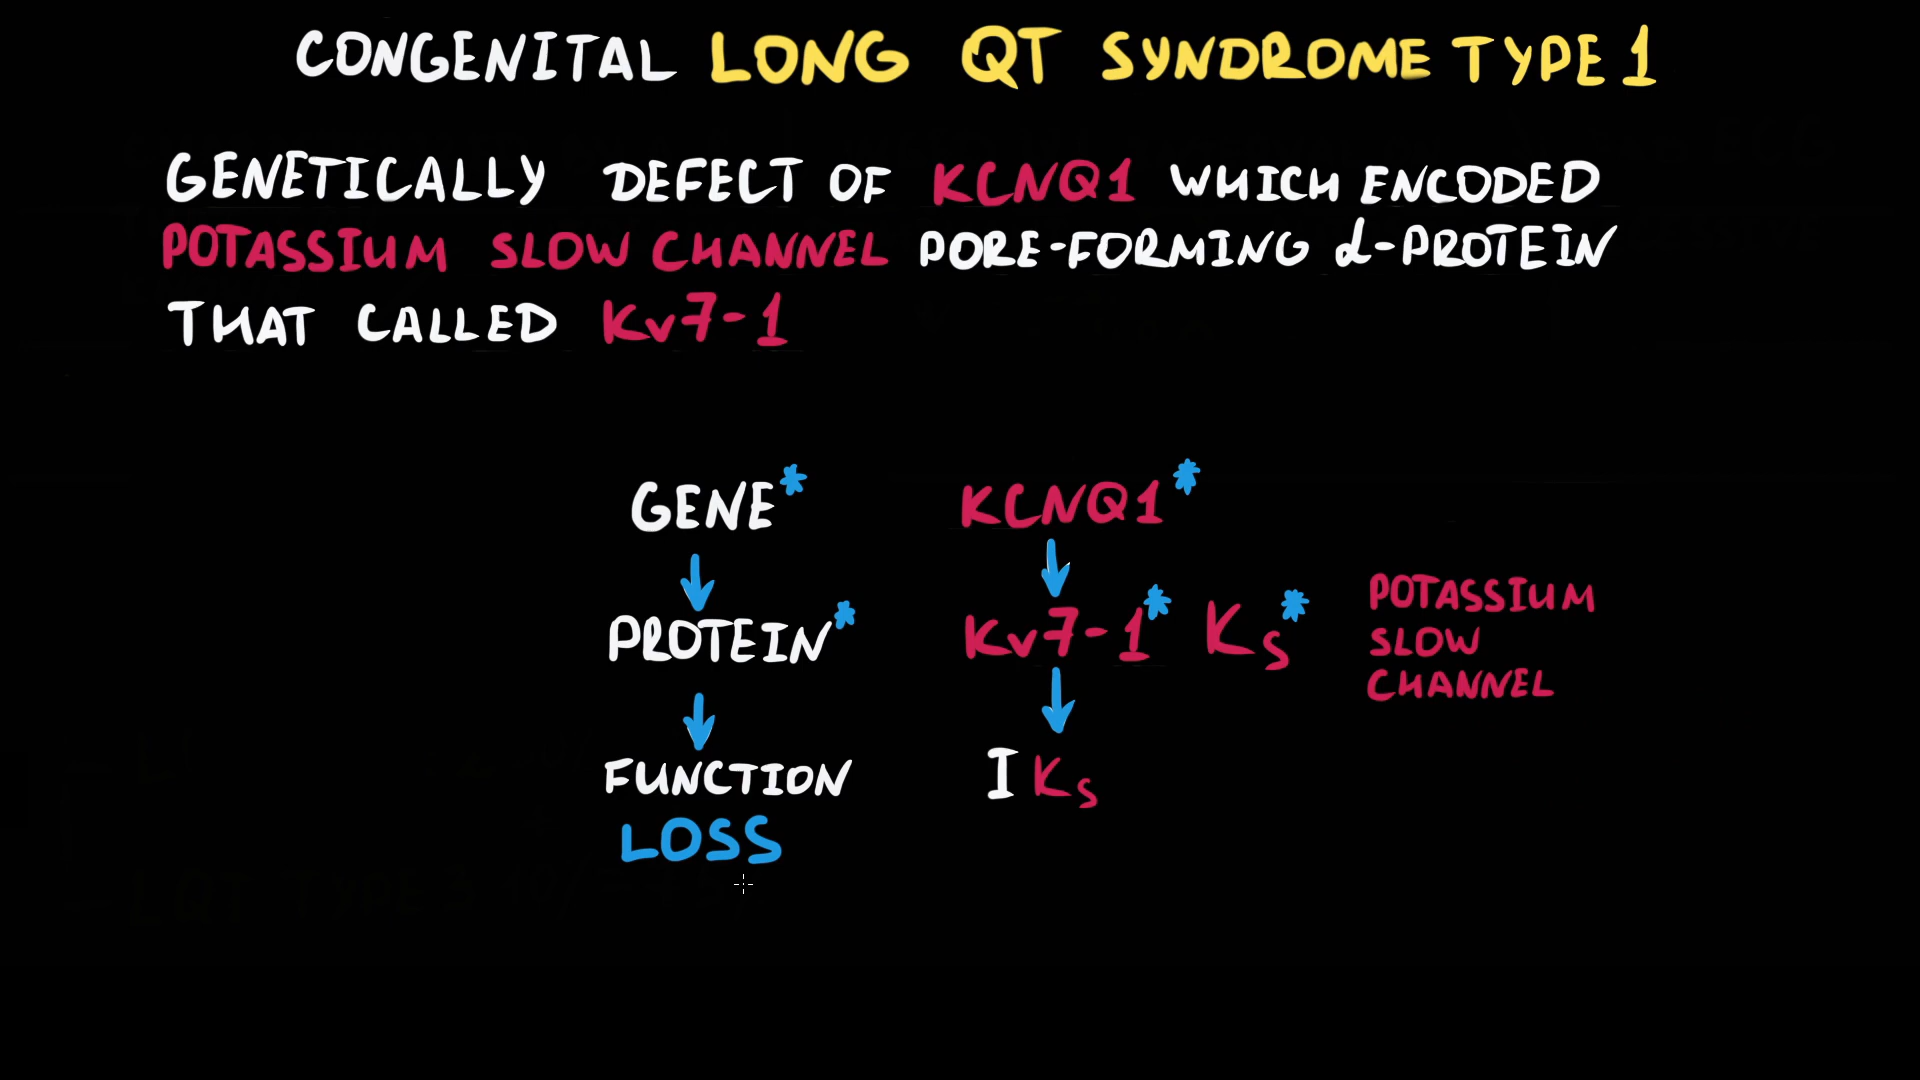 CONGENITAL LONG QT SYNDROME TYPE 1
GENETICALLY DEFECT OF KCNQ1 WHICH ENCODED
POTASSIUM SLOW CHANNEL PORE-FORMING α-PROTEIN
THAT CALLED Kv7-1
GENE* KCNQ1*
PROTEIN* Kv7-1* Ks* POTASSIUM
SLOW
CHANNEL
FUNCTION IKs
LOSS